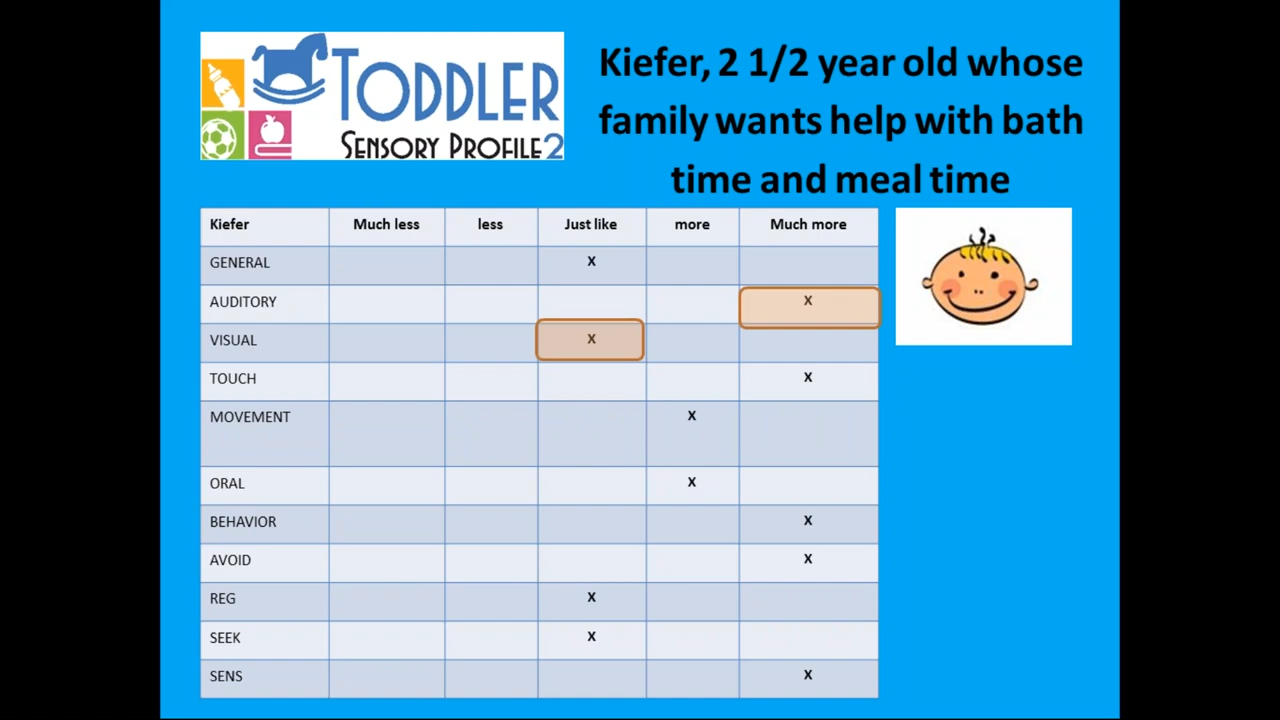 TODDLER
SENSORY PROFILE 2
Kiefer, 2 1/2 year old whose
family wants help with bath
time and meal time
Kiefer Much less less Just like more Much more
GENERAL X
AUDITORY X
VISUAL X
TOUCH X
MOVEMENT X
ORAL X
BEHAVIOR X
AVOID X
REG X
SEEK X
SENS X